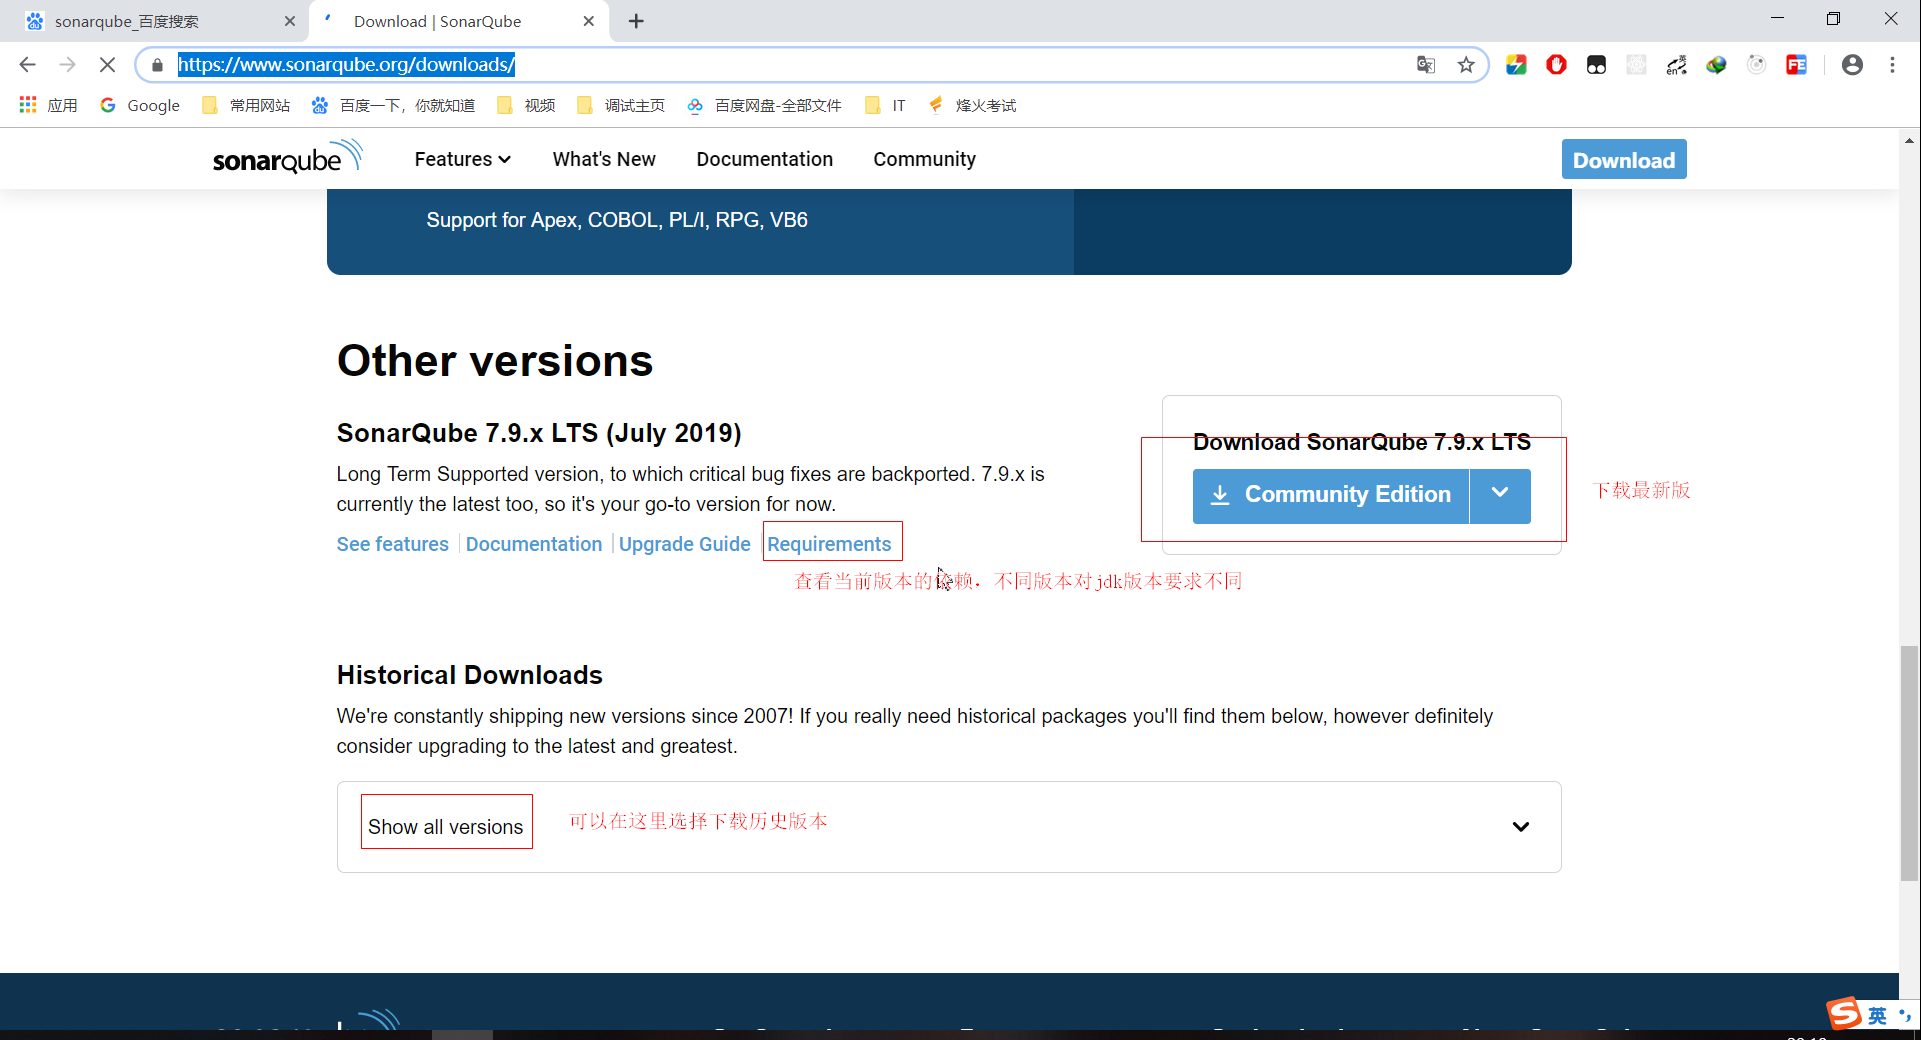 sonarqube_百度搜索
Download | SonarQube
https://www.sonarqube.org/downloads/
应用
Google
常用网站
百度一下，你就知道
视频
调试主页
百度网盘-全部文件
IT
烽火考试
sonarqube
Features
What's New
Documentation
Community
Download
Support for Apex, COBOL, PL/I, RPG, VB6
Other versions
SonarQube 7.9.x LTS (July 2019)
Long Term Supported version, to which critical bug fixes are backported. 7.9.x is
currently the latest too, so it's your go-to version for now.
See features
Documentation
Upgrade Guide
Requirements
查看当前版本的依赖．不同版本对jdk版本要求不同
Download SonarQube 7.9.x LTS
Community Edition
下载最新版
Historical Downloads
We're constantly shipping new versions since 2007! If you really need historical packages you'll find them below, however definitely
consider upgrading to the latest and greatest.
Show all versions
可以在这里选择下载历史版本
英